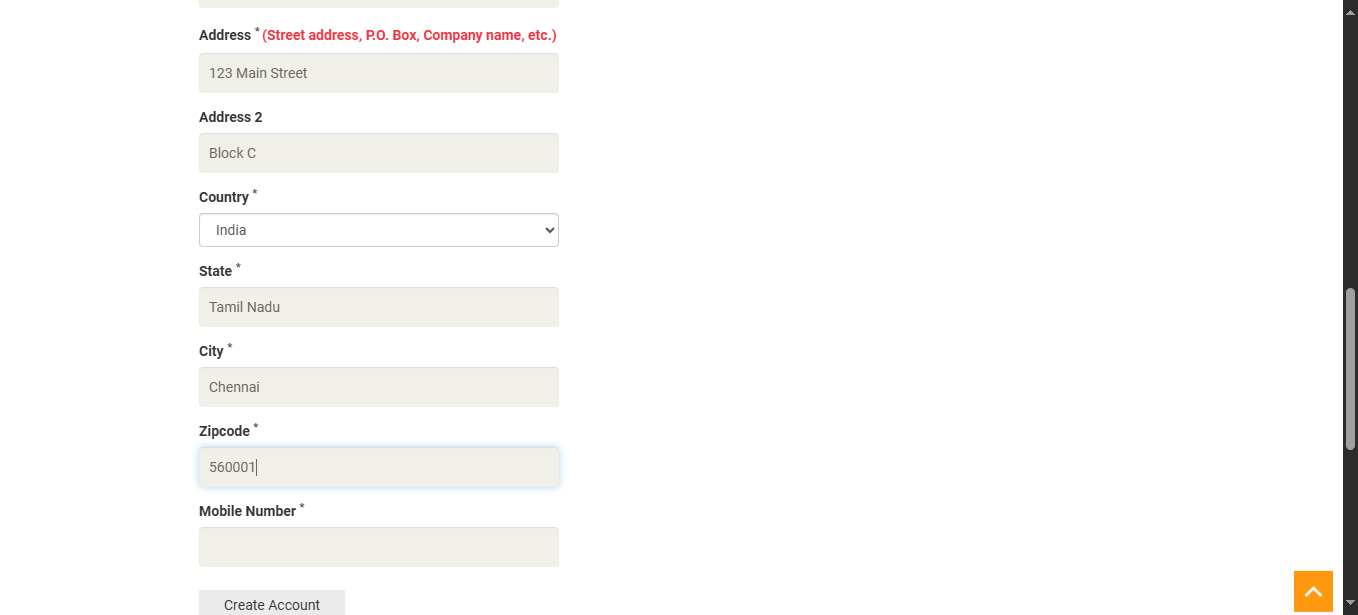 Address * (Street address, P.O. Box, Company name, etc.)
123 Main Street
Address 2
Block C
Country *
India
State *
Tamil Nadu
City *
Chennai
Zipcode *
560001
Mobile Number *
Create Account